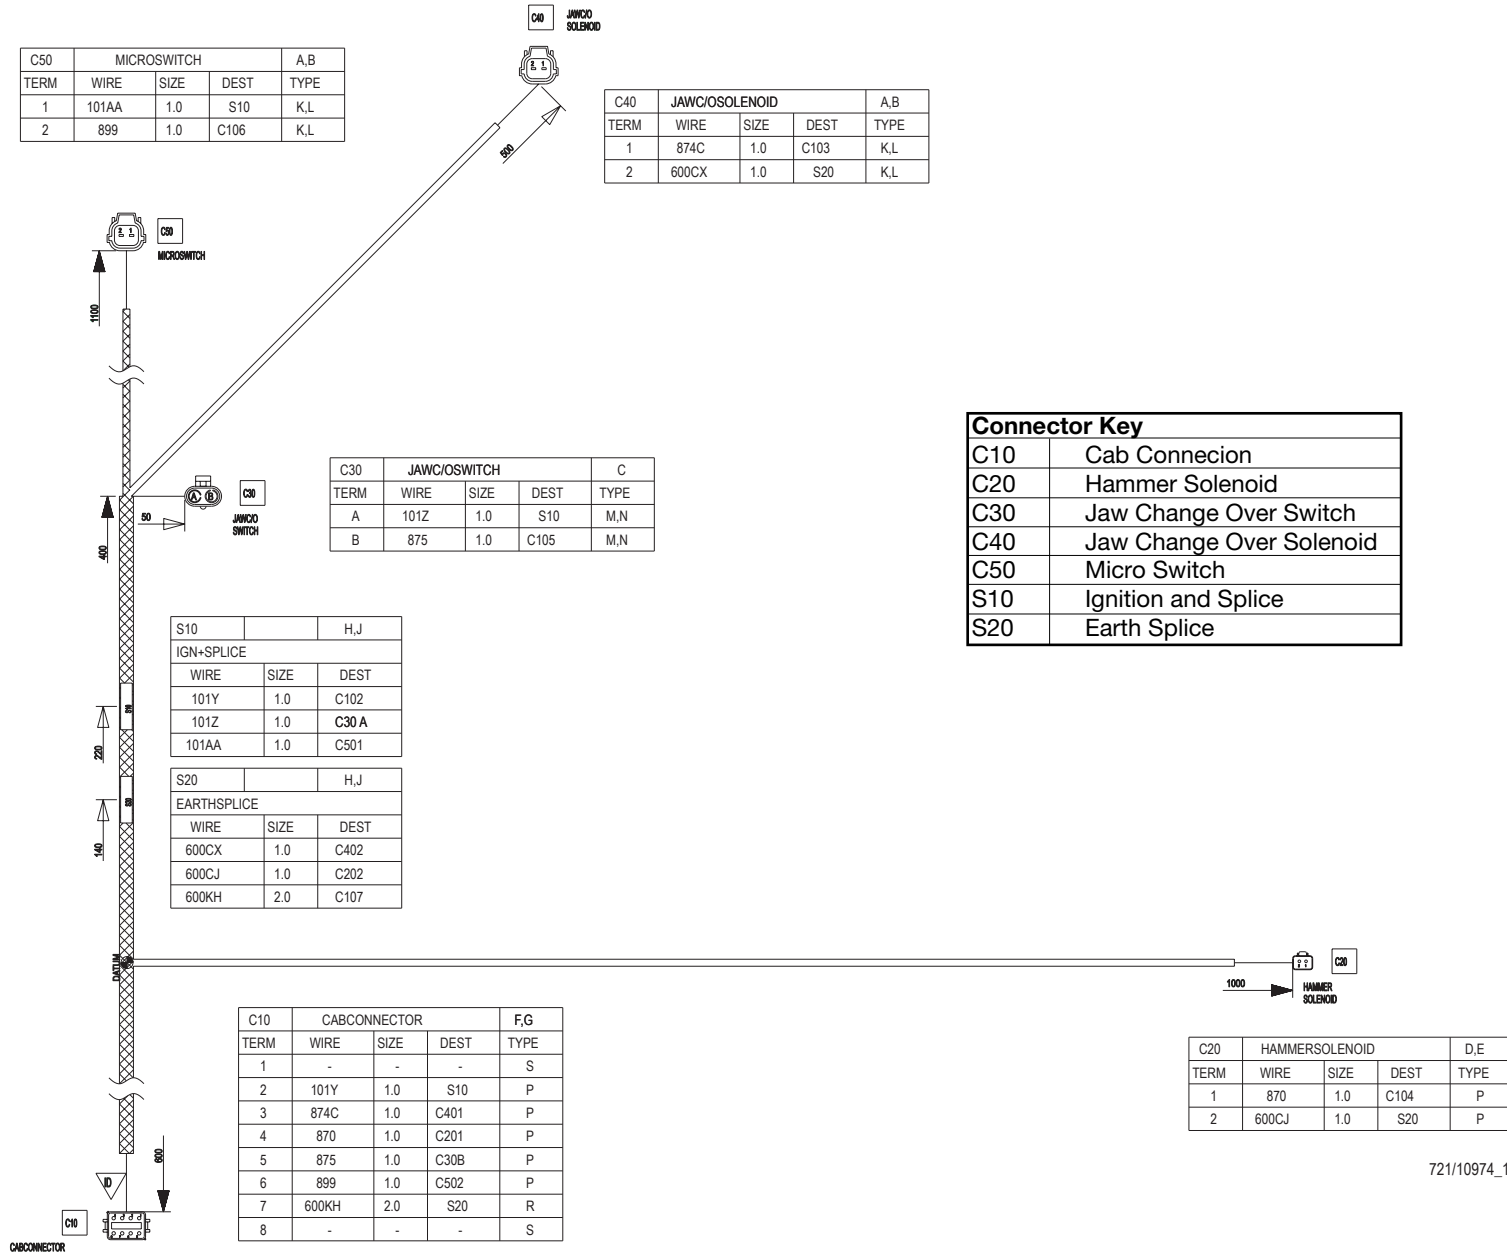 C40 JAWC/O
SOLENOID
C50 MICROSWITCH A,B
TERM WIRE SIZE DEST TYPE
1 101AA 1.0 S10 K,L
2 899 1.0 C106 K,L
2 1
C40 JAWC/OSOLENOID A,B
TERM WIRE SIZE DEST TYPE
1 874C 1.0 C103 K,L
2 600CX 1.0 S20 K,L
500
2 1
C50
MICROSWITCH
1100
Connector Key
C10 Cab Connecion
C20 Hammer Solenoid
C30 Jaw Change Over Switch
C40 Jaw Change Over Solenoid
C50 Micro Switch
S10 Ignition and Splice
S20 Earth Splice
C30 JAWC/OSWITCH C
TERM WIRE SIZE DEST TYPE
A 101Z 1.0 S10 M,N
B 875 1.0 C105 M,N
A B
C30
JAWC/O
SWITCH
50
400
S10 H,J
IGN+SPLICE
WIRE SIZE DEST
101Y 1.0 C102
101Z 1.0 C30 A
101AA 1.0 C501
S10
220
S20 H,J
EARTHSPLICE
WIRE SIZE DEST
600CX 1.0 C402
600CJ 1.0 C202
600KH 2.0 C107
S20
140
DATUM
C20
1000
HAMMER
SOLENOID
C10 CABCONNECTOR F,G
TERM WIRE SIZE DEST TYPE
1 - - - S
2 101Y 1.0 S10 P
3 874C 1.0 C401 P
4 870 1.0 C201 P
5 875 1.0 C30B P
6 899 1.0 C502 P
7 600KH 2.0 S20 R
8 - - - S
C20 HAMMERSOLENOID D,E
TERM WIRE SIZE DEST TYPE
1 870 1.0 C104 P
2 600CJ 1.0 S20 P
721/10974_1
600
ID
C10
CABCONNECTOR